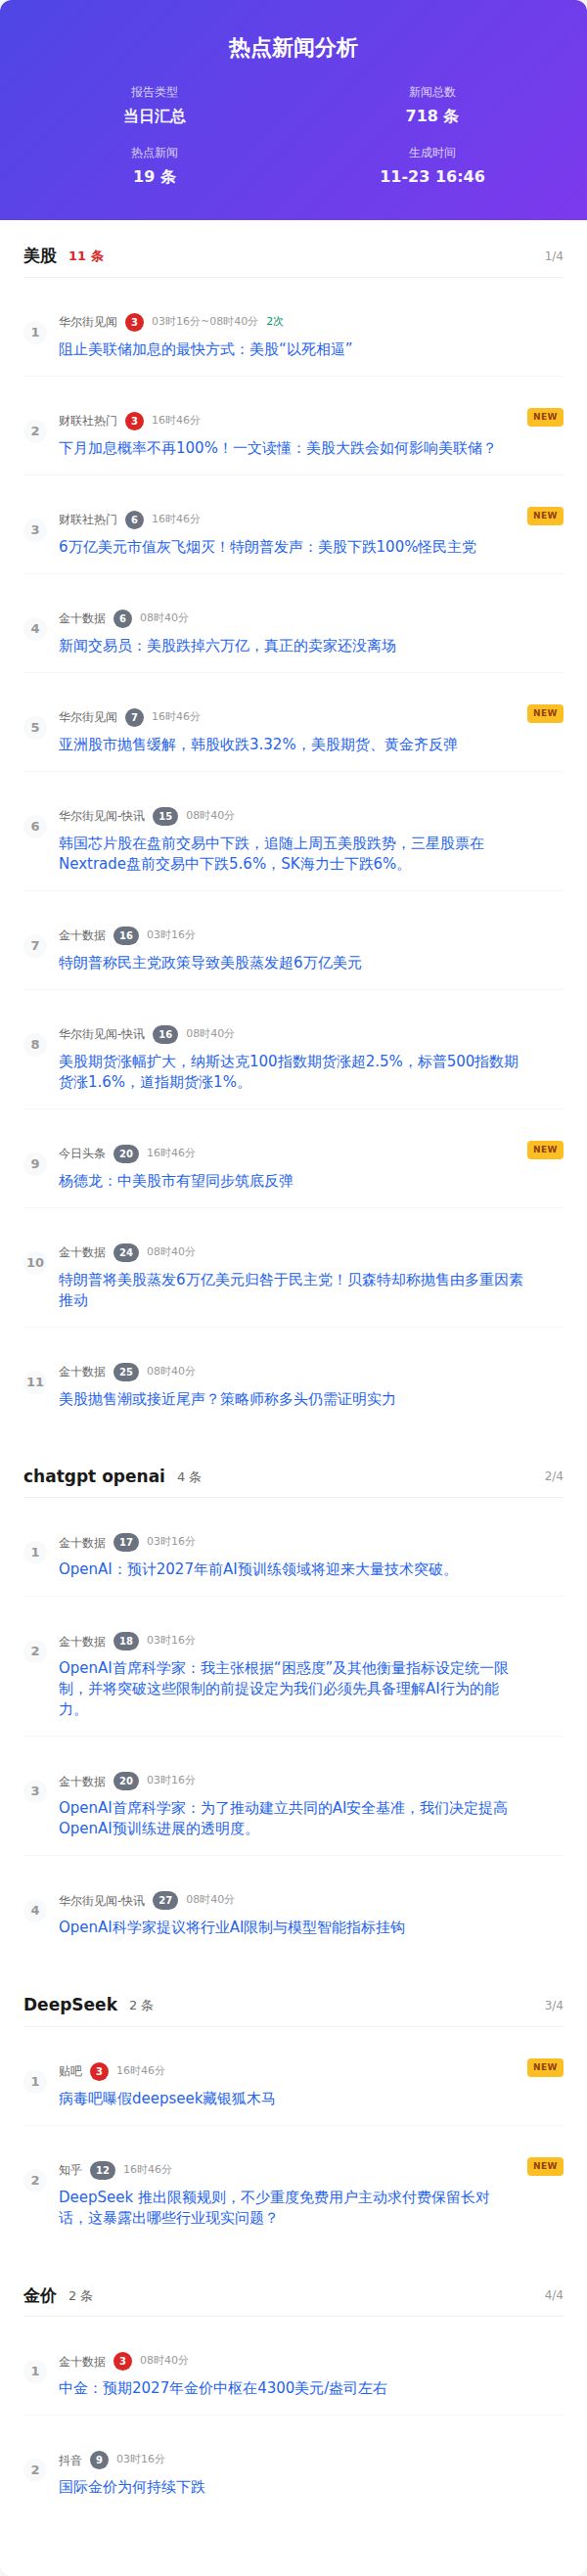 热点新闻分析
报告类型
当日汇总
新闻总数
718 条
热点新闻
19 条
生成时间
11-23 16:46
美股 11 条 1/4
1
华尔街见闻 3 03时16分~08时40分 2次
阻止美联储加息的最快方式：美股“以死相逼”
2
财联社热门 3 16时46分 NEW
下月加息概率不再100%！一文读懂：美股大跌会如何影响美联储？
3
财联社热门 6 16时46分 NEW
6万亿美元市值灰飞烟灭！特朗普发声：美股下跌100%怪民主党
4
金十数据 6 08时40分
新闻交易员：美股跌掉六万亿，真正的卖家还没离场
5
华尔街见闻 7 16时46分 NEW
亚洲股市抛售缓解，韩股收跌3.32%，美股期货、黄金齐反弹
6
华尔街见闻-快讯 15 08时40分
韩国芯片股在盘前交易中下跌，追随上周五美股跌势，三星股票在
Nextrade盘前交易中下跌5.6%，SK海力士下跌6%。
7
金十数据 16 03时16分
特朗普称民主党政策导致美股蒸发超6万亿美元
8
华尔街见闻-快讯 16 08时40分
美股期货涨幅扩大，纳斯达克100指数期货涨超2.5%，标普500指数期
货涨1.6%，道指期货涨1%。
9
今日头条 20 16时46分 NEW
杨德龙：中美股市有望同步筑底反弹
10
金十数据 24 08时40分
特朗普将美股蒸发6万亿美元归咎于民主党！贝森特却称抛售由多重因素
推动
11
金十数据 25 08时40分
美股抛售潮或接近尾声？策略师称多头仍需证明实力
chatgpt openai 4 条 2/4
1
金十数据 17 03时16分
OpenAI：预计2027年前AI预训练领域将迎来大量技术突破。
2
金十数据 18 03时16分
OpenAI首席科学家：我主张根据“困惑度”及其他衡量指标设定统一限
制，并将突破这些限制的前提设定为我们必须先具备理解AI行为的能
力。
3
金十数据 20 03时16分
OpenAI首席科学家：为了推动建立共同的AI安全基准，我们决定提高
OpenAI预训练进展的透明度。
4
华尔街见闻-快讯 27 08时40分
OpenAI科学家提议将行业AI限制与模型智能指标挂钩
DeepSeek 2 条 3/4
1
贴吧 3 16时46分 NEW
病毒吧曝假deepseek藏银狐木马
2
知乎 12 16时46分 NEW
DeepSeek 推出限额规则，不少重度免费用户主动求付费保留长对
话，这暴露出哪些行业现实问题？
金价 2 条 4/4
1
金十数据 3 08时40分
中金：预期2027年金价中枢在4300美元/盎司左右
2
抖音 9 03时16分
国际金价为何持续下跌